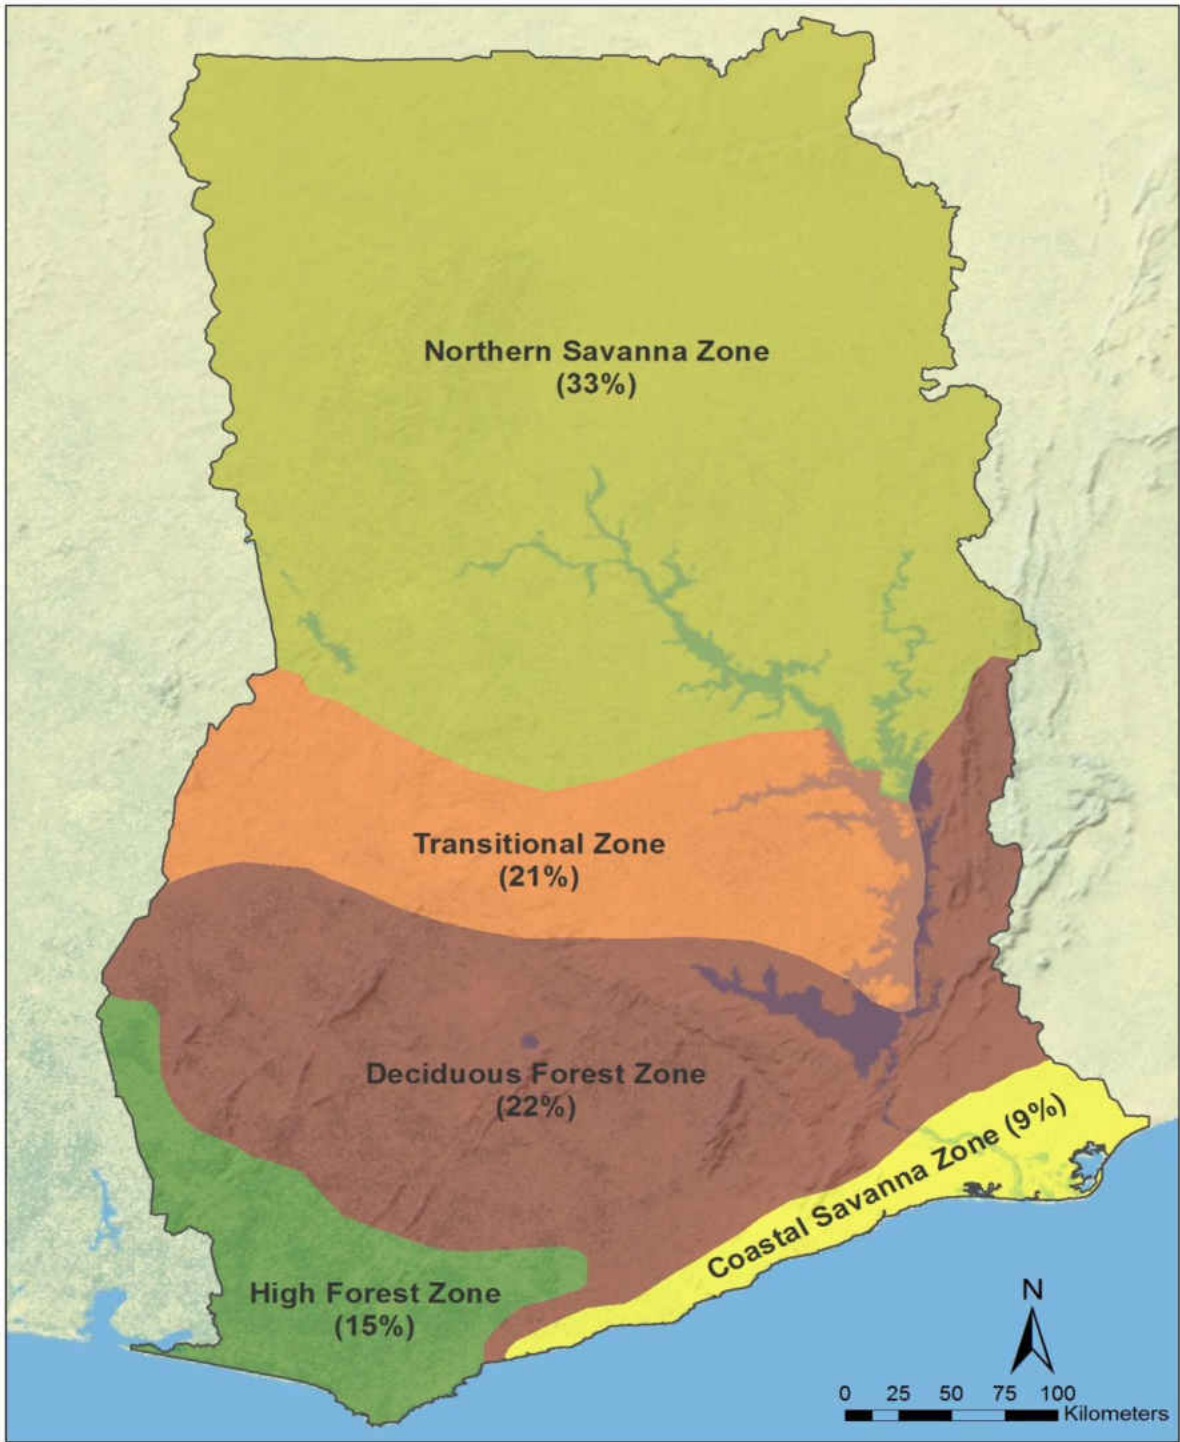 Northern Savanna Zone
(33%)
Transitional Zone
(21%)
Deciduous Forest Zone
(22%)
Coastal Savanna Zone (9%)
High Forest Zone
(15%)
N
0 25 50 75 100
Kilometers